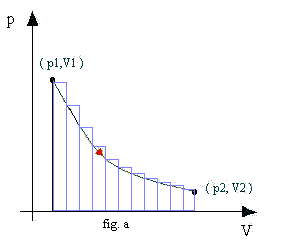 p
( p1,V1 )
( p2, V2 )
fig. a
V